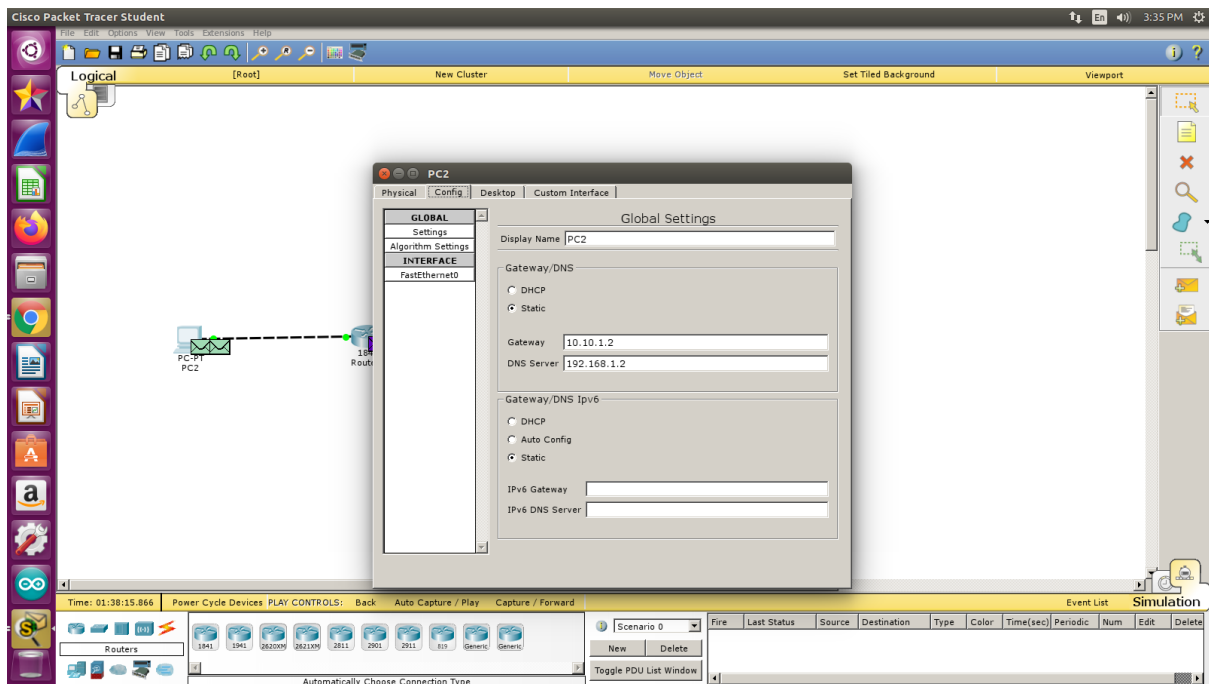 Cisco Packet Tracer Student
En
3:35 PM
File Edit Options View Tools Extensions Help
Logical
[Root]
New Cluster
Move Object
Set Tiled Background
Viewport
PC2
Physical
Config
Desktop
Custom Interface
GLOBAL
Settings
Algorithm Settings
INTERFACE
FastEthernet0
Global Settings
Display Name PC2
Gateway/DNS
DHCP
Static
Gateway 10.10.1.2
DNS Server 192.168.1.2
Gateway/DNS Ipv6
DHCP
Auto Config
Static
IPv6 Gateway
IPv6 DNS Server
PC-PT
PC2
184
Route
Time: 01:38:15.866 Power Cycle Devices PLAY CONTROLS: Back Auto Capture / Play Capture / Forward
Event List
Simulation
Routers
1841 1941 2620XM 2621XM 2811 2901 2911 819 Generic Generic
Automatically Choose Connection Type
Scenario 0
New
Delete
Toggle PDU List Window
Fire Last Status Source Destination Type Color Time(sec) Periodic Num Edit Delete